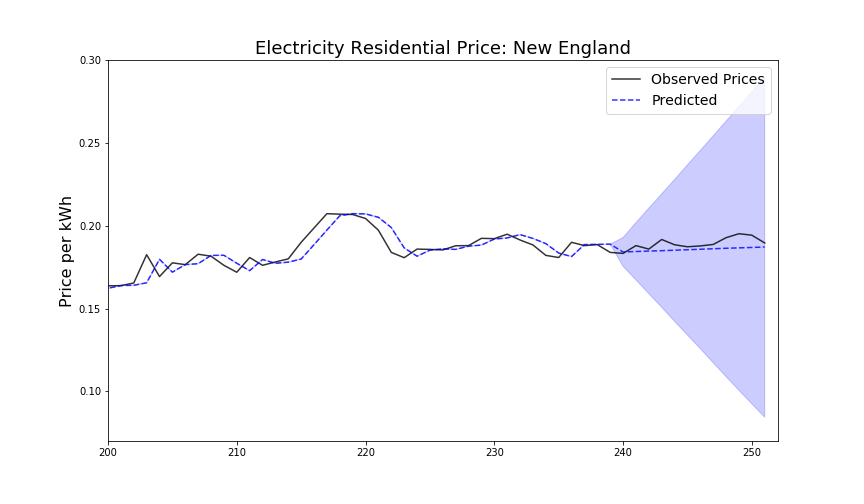 Electricity Residential Price: New England
0.30
0.25
0.20
0.15
0.10
Price per kWh
Observed Prices
Predicted
200
210
220
230
240
250